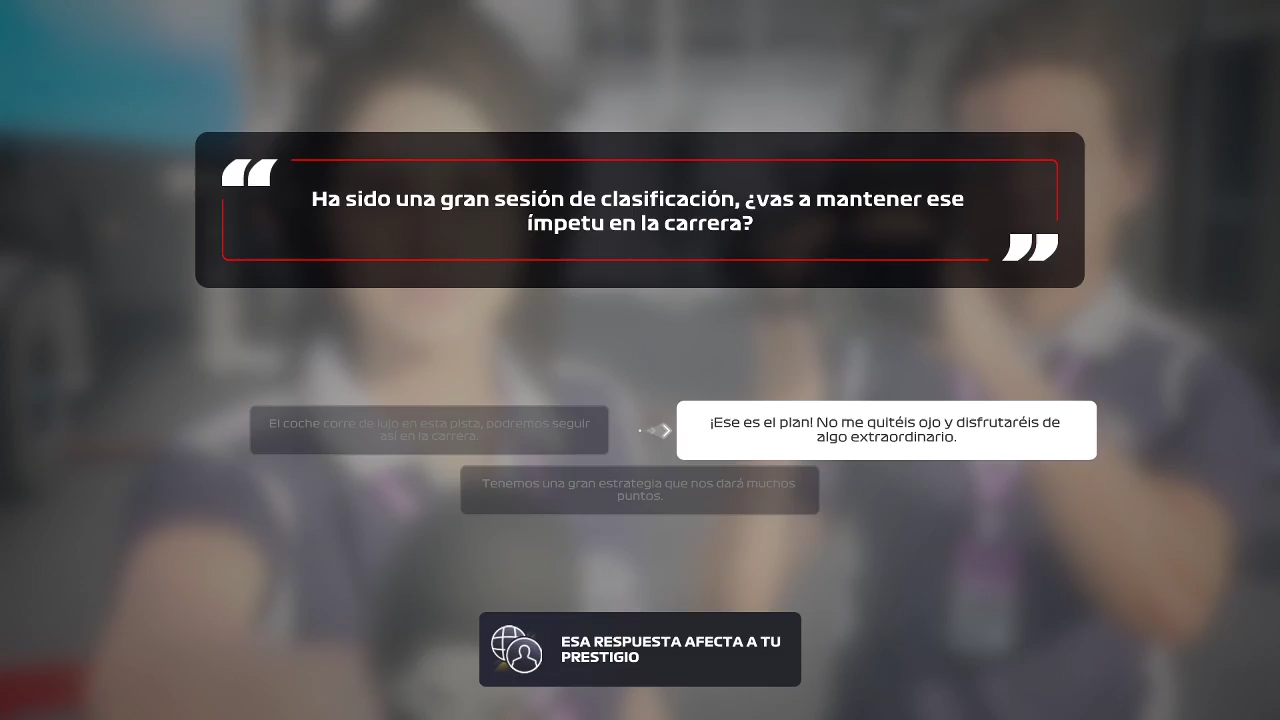 Ha sido una gran sesión de clasificación, ¿vas a mantener ese
ímpetu en la carrera?
El coche corre de lujo en esta pista, podremos seguir
así en la carrera.
¡Ese es el plan! No me quitéis ojo y disfrutaréis de
algo extraordinario.
Tenemos una gran estrategia que nos dará muchos
puntos.
ESA RESPUESTA AFECTA A TU
PRESTIGIO